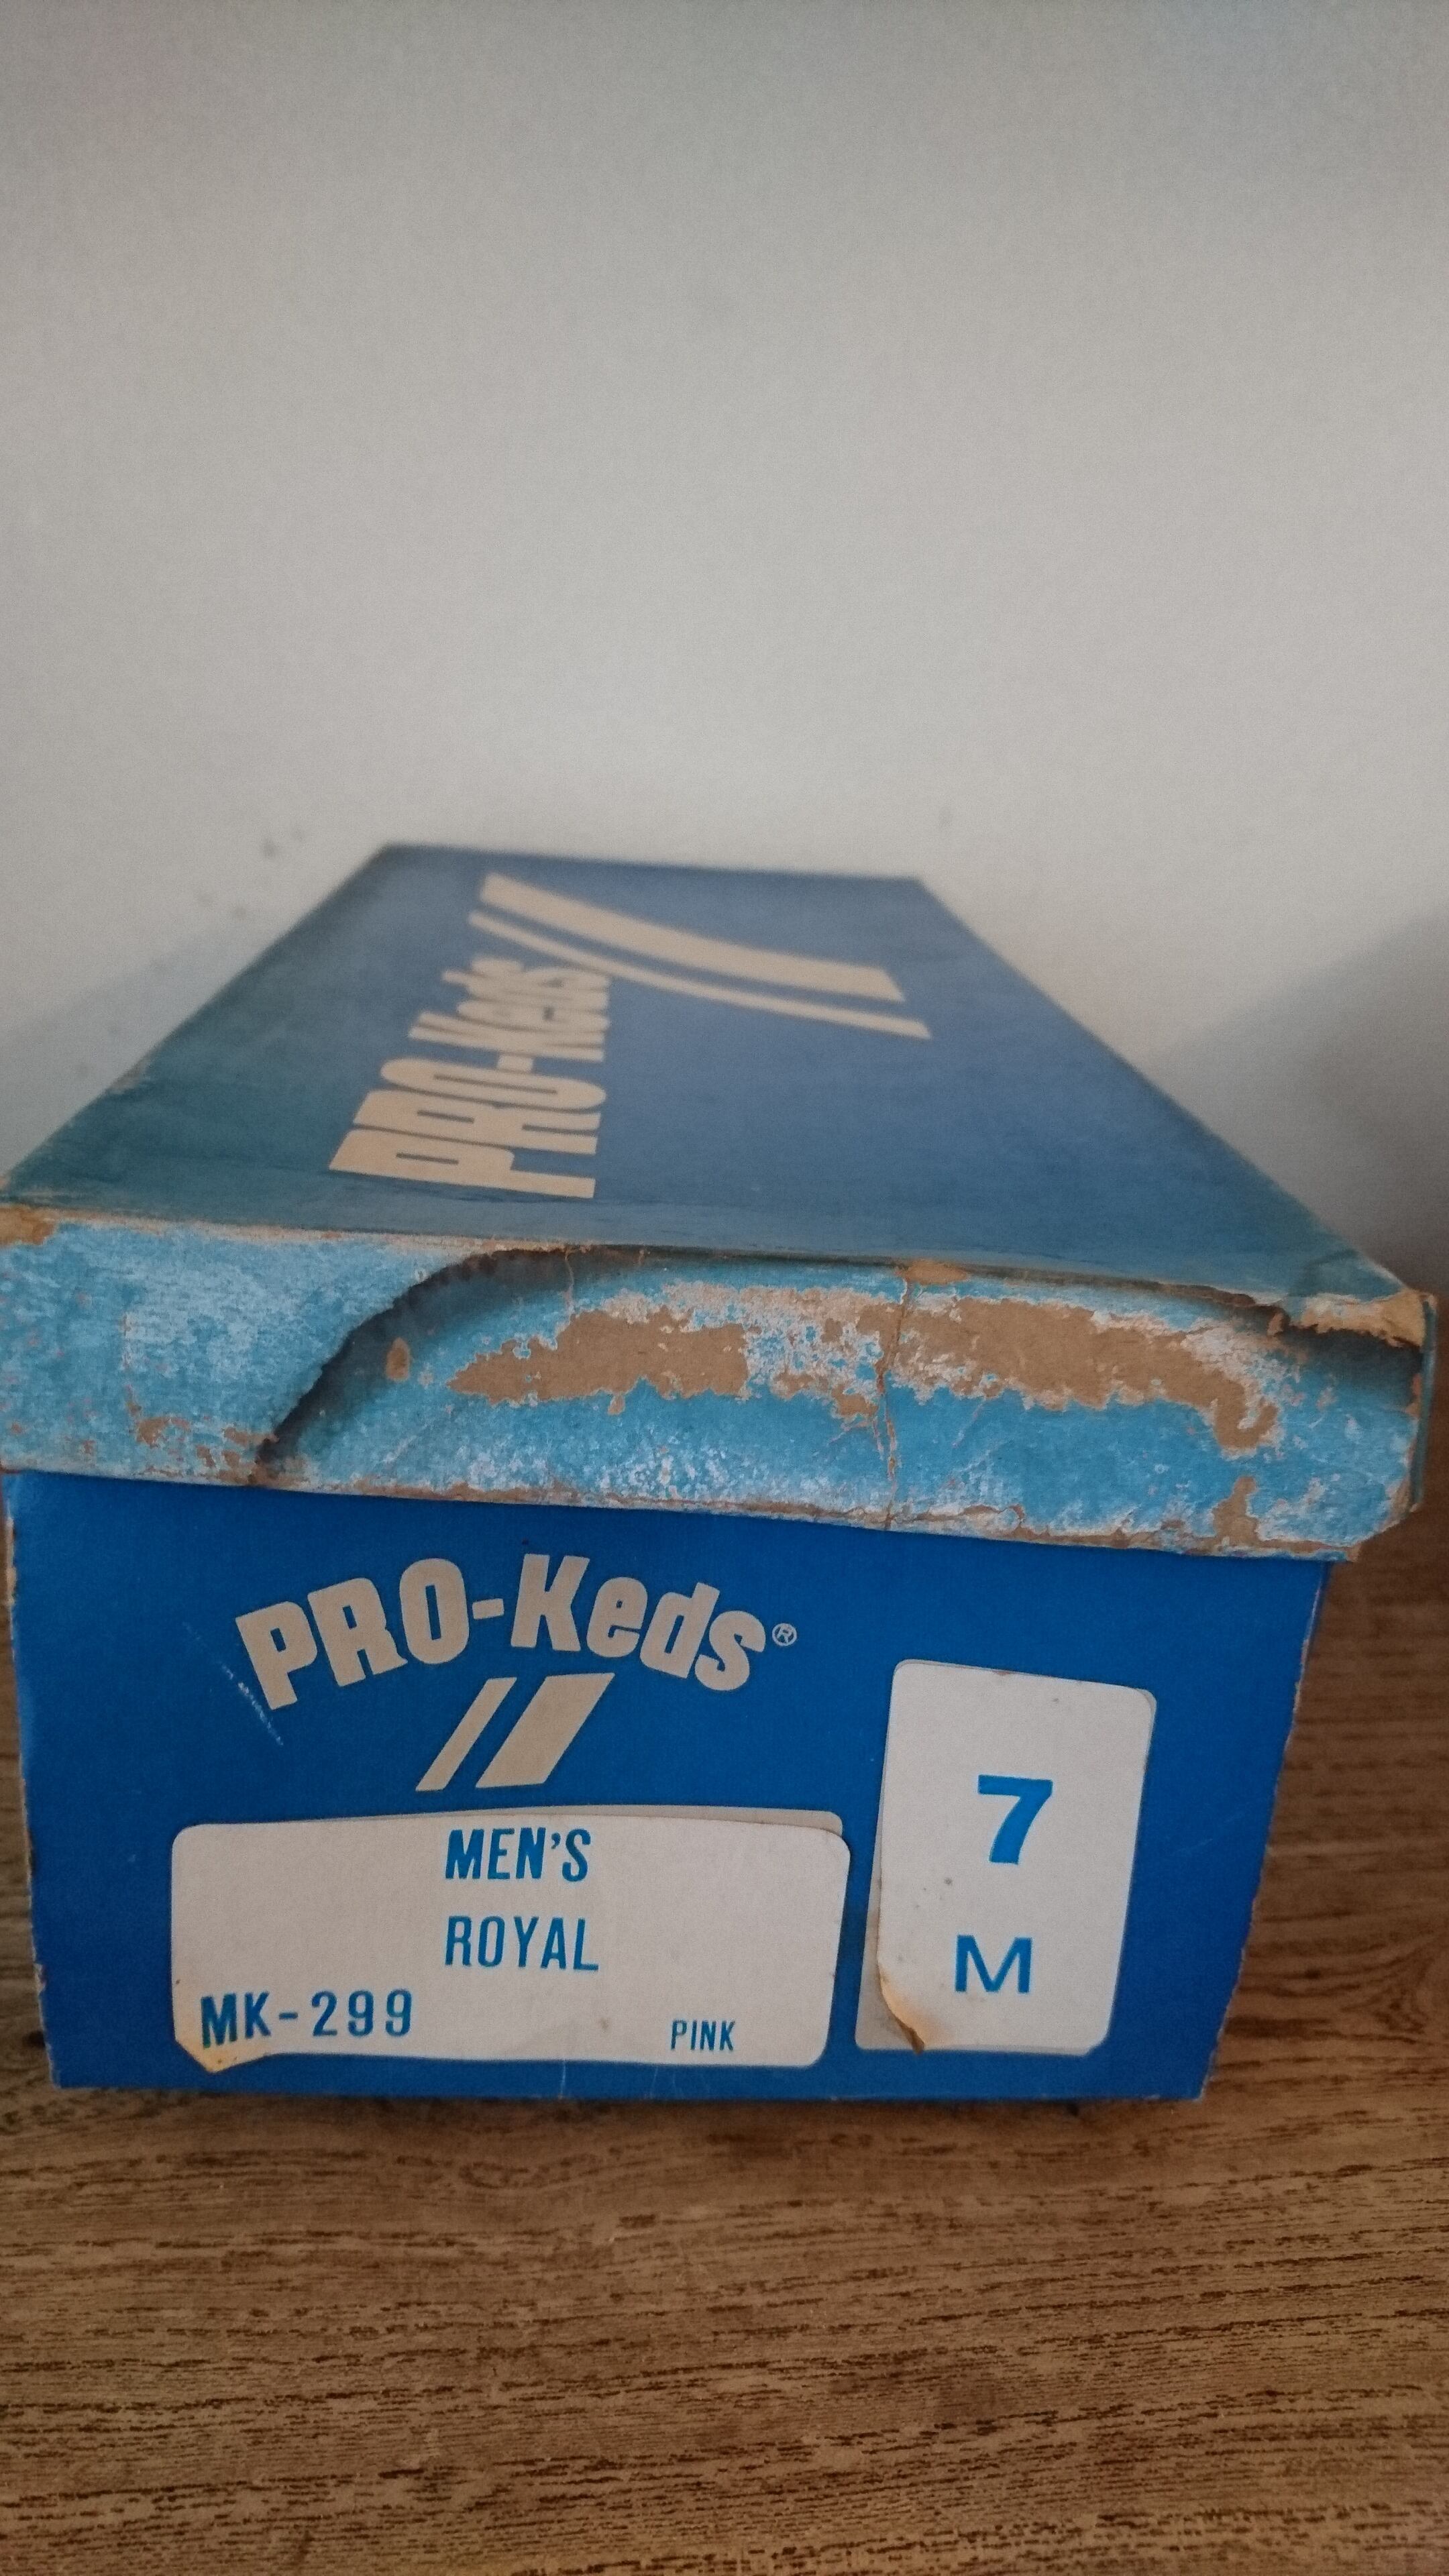 PRO-Keds
PRO-Keds®
MEN'S
ROYAL
MK-299 PINK
7
M